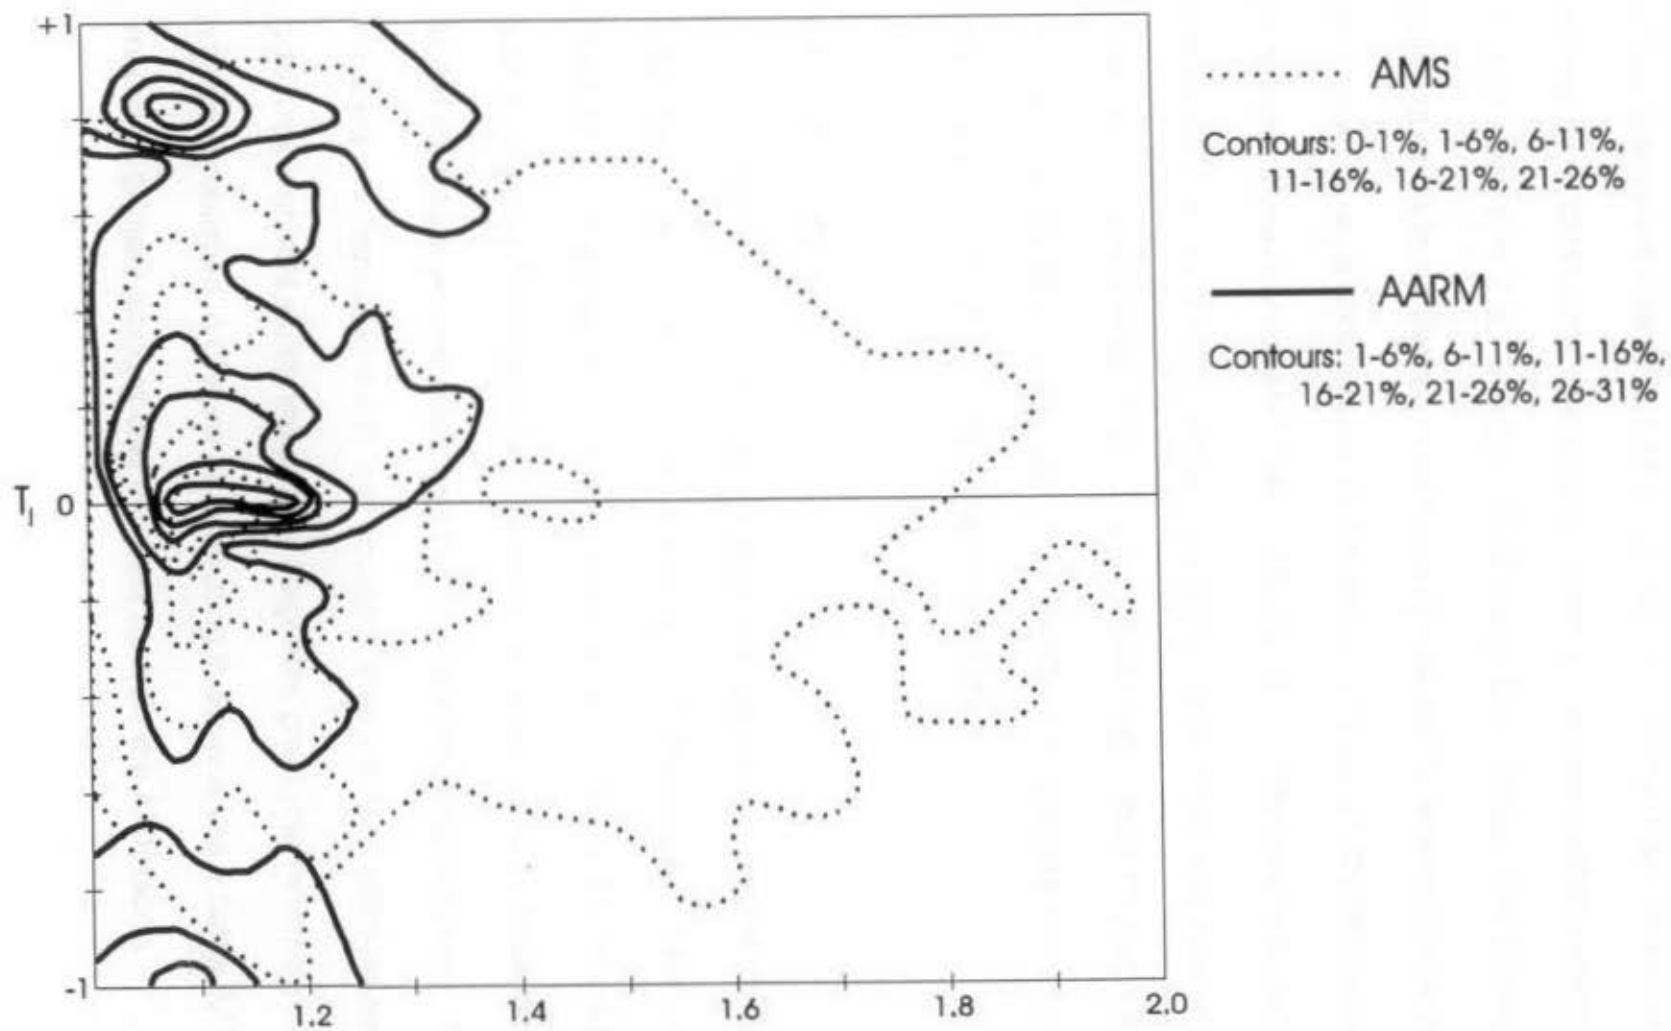 +1
AMS
Contours: 0-1%, 1-6%, 6-11%,
11-16%, 16-21%, 21-26%
AARM
Contours: 1-6%, 6-11%, 11-16%,
16-21%, 21-26%, 26-31%
Tj 0
-1
1.2 1.4 1.6 1.8 2.0